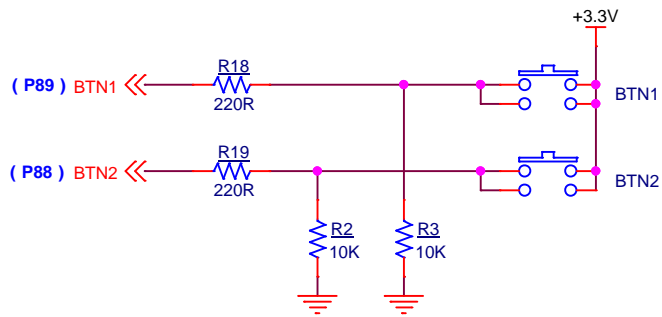 +3.3V
R18
( P89 ) BTN1
220R
BTN1
R19
( P88 ) BTN2
220R
BTN2
R2
10K
R3
10K